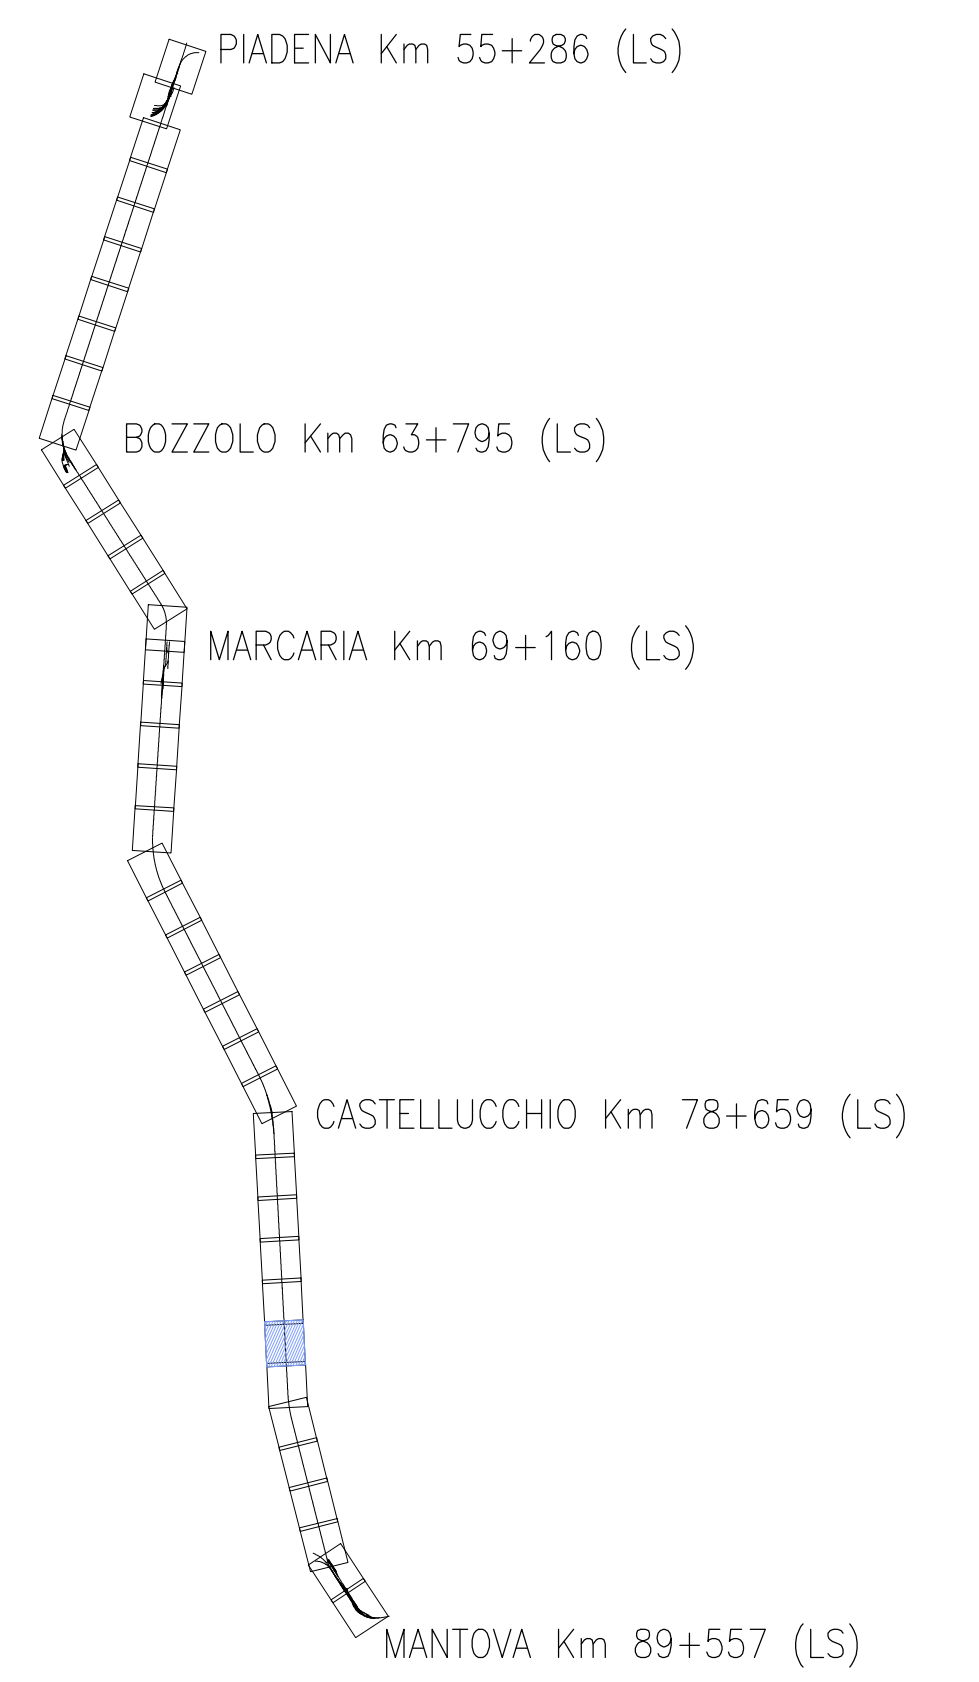 PIADENA Km 55+286 (LS)
BOZZOLO Km 63+795 (LS)
MARCARIA Km 69+160 (LS)
CASTELLUCCHIO Km 78+659 (LS)
MANTOVA Km 89+557 (LS)